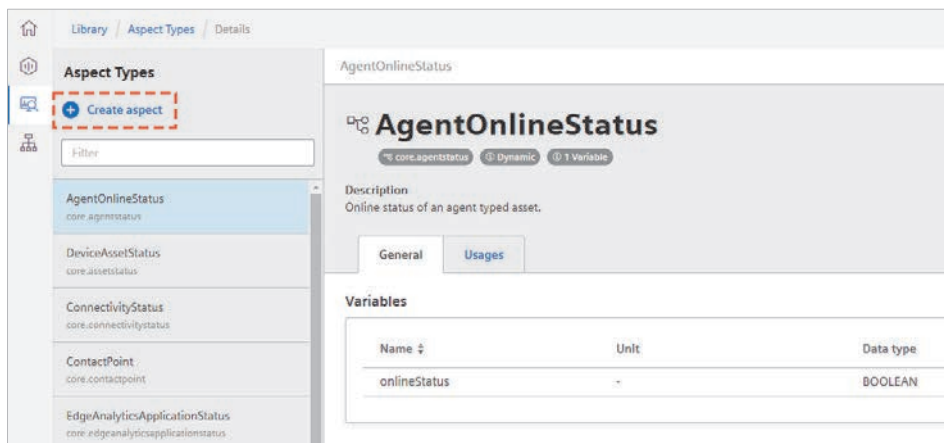 Library / Aspect Types / Details
Aspect Types
Create aspect
Filter
AgentOnlineStatus
core.agentstatus
DeviceAssetStatus
core.assetstatus
ConnectivityStatus
core.connectivitystatus
ContactPoint
core.contactpoint
EdgeAnalyticsApplicationStatus
core.edgeanalyticsapplicationstatus
AgentOnlineStatus
AgentOnlineStatus
core.agentstatus Dynamic 1 Variable
Description
Online status of an agent typed asset.
General Usages
Variables
Name Unit Data type
onlineStatus - BOOLEAN